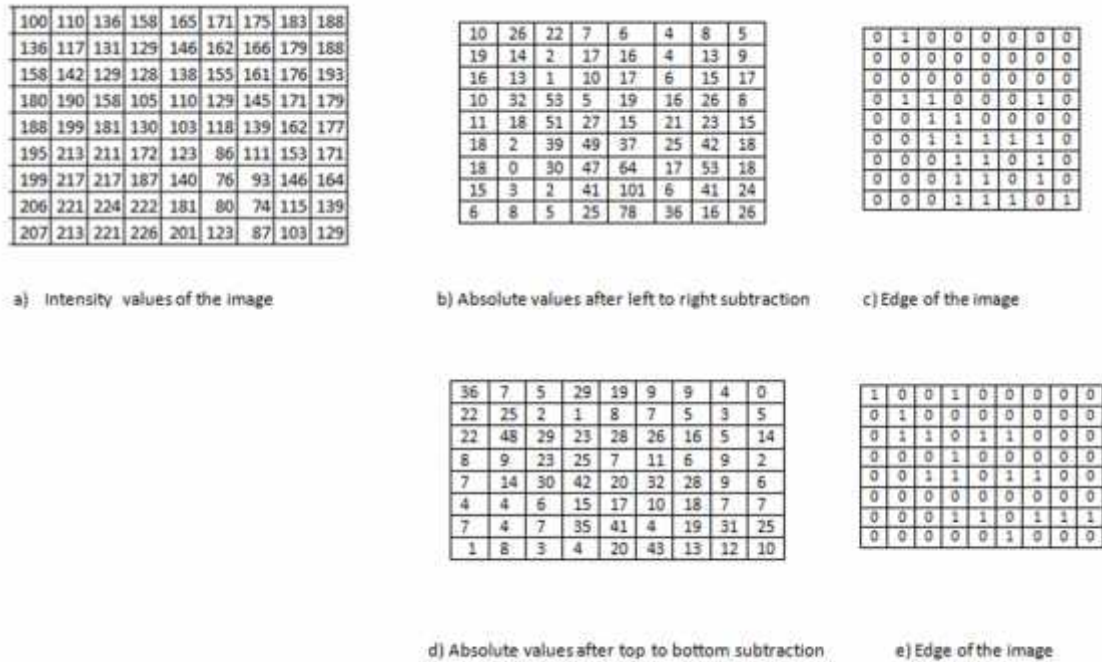 100 110 136 158 165 171 175 183 188
136 117 131 129 146 162 166 179 188
158 142 129 128 138 155 161 176 193
180 190 158 105 110 129 145 171 179
188 199 181 130 103 118 139 162 177
195 213 211 172 123 86 111 153 171
199 217 217 187 140 76 93 146 164
206 221 224 222 181 80 74 115 139
207 213 221 226 201 123 87 103 129
a) Intensity values of the image
10 26 22 7 6 4 8 5
19 14 2 17 16 4 13 9
16 13 1 10 17 6 15 17
10 32 53 5 19 16 26 8
11 18 51 27 15 21 23 15
18 2 39 49 37 25 42 18
18 0 30 47 64 17 53 18
15 3 2 41 101 6 41 24
6 8 5 25 78 36 16 26
b) Absolute values after left to right subtraction
0 1 0 0 0 0 0 0
0 0 0 0 0 0 0 0
0 0 0 0 0 0 0 0
0 1 1 0 0 0 1 0
0 0 1 1 0 0 0 0
0 0 1 1 1 1 1 0
0 0 0 1 1 0 1 0
0 0 0 1 1 0 1 0
0 0 0 1 1 1 0 1
c) Edge of the image
36 7 5 29 19 9 9 4 0
22 25 2 1 8 7 5 3 5
22 48 29 23 28 26 16 5 14
8 9 23 25 7 11 6 9 2
7 14 30 42 20 32 28 9 6
4 4 6 15 17 10 18 7 7
7 4 7 35 41 4 19 31 25
1 8 3 4 20 43 13 12 10
d) Absolute values after top to bottom subtraction
1 0 0 1 0 0 0 0 0
0 1 0 0 0 0 0 0 0
0 1 1 0 1 1 0 0 0
0 0 0 1 0 0 0 0 0
0 0 1 1 0 1 1 0 0
0 0 0 0 0 0 0 0 0
0 0 0 1 1 0 1 1 1
0 0 0 0 0 1 0 0 0
e) Edge of the image